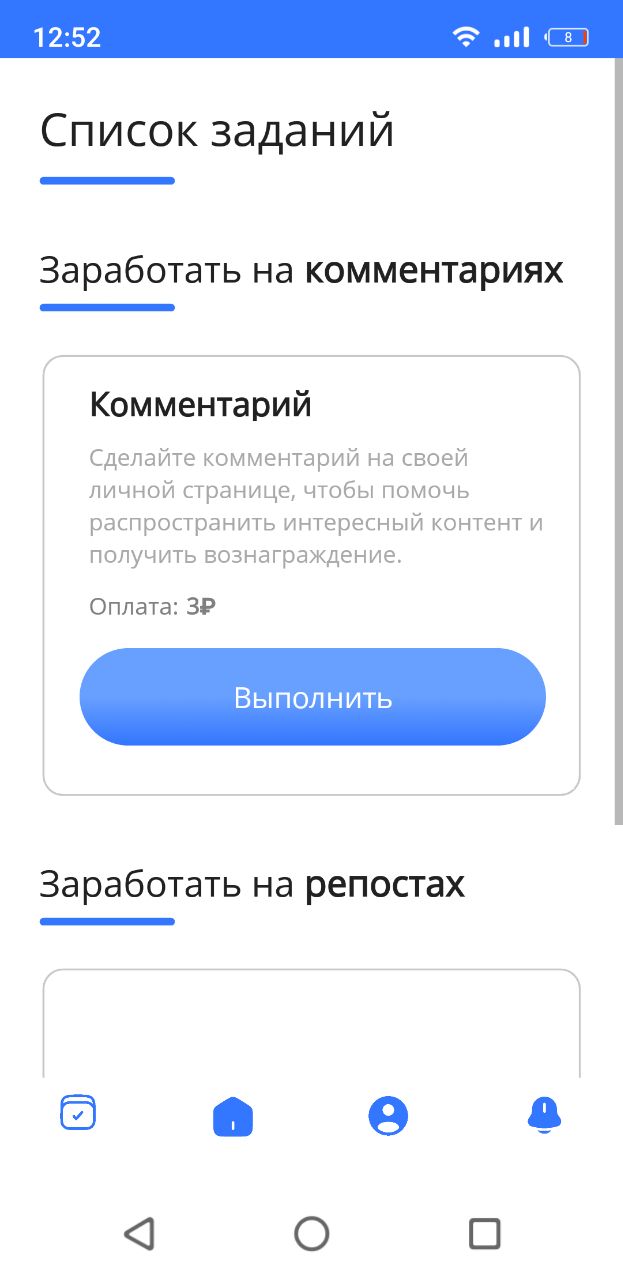 12:52
8
Список заданий
Заработать на комментариях
Комментарий
Сделайте комментарий на своей
личной странице, чтобы помочь
распространить интересный контент и
получить вознаграждение.
Оплата: 3₽
Выполнить
Заработать на репостах